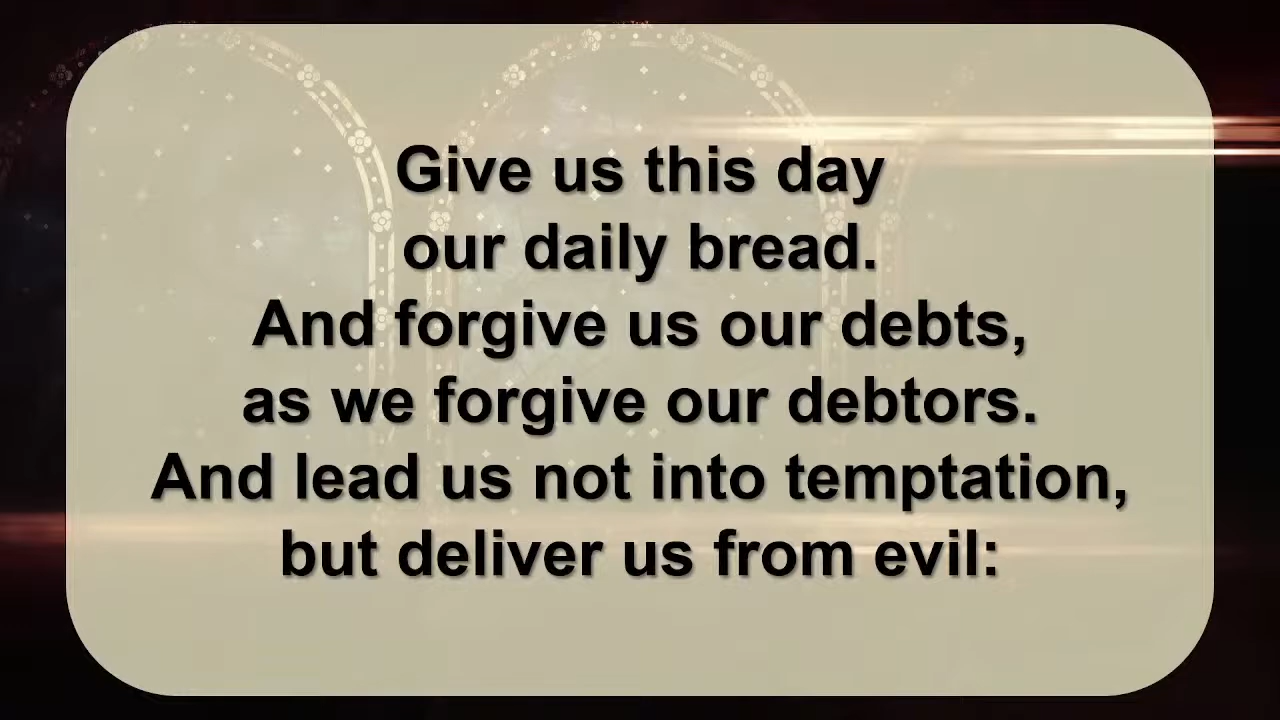 Give us this day
our daily bread.
And forgive us our debts,
as we forgive our debtors.
And lead us not into temptation,
but deliver us from evil: